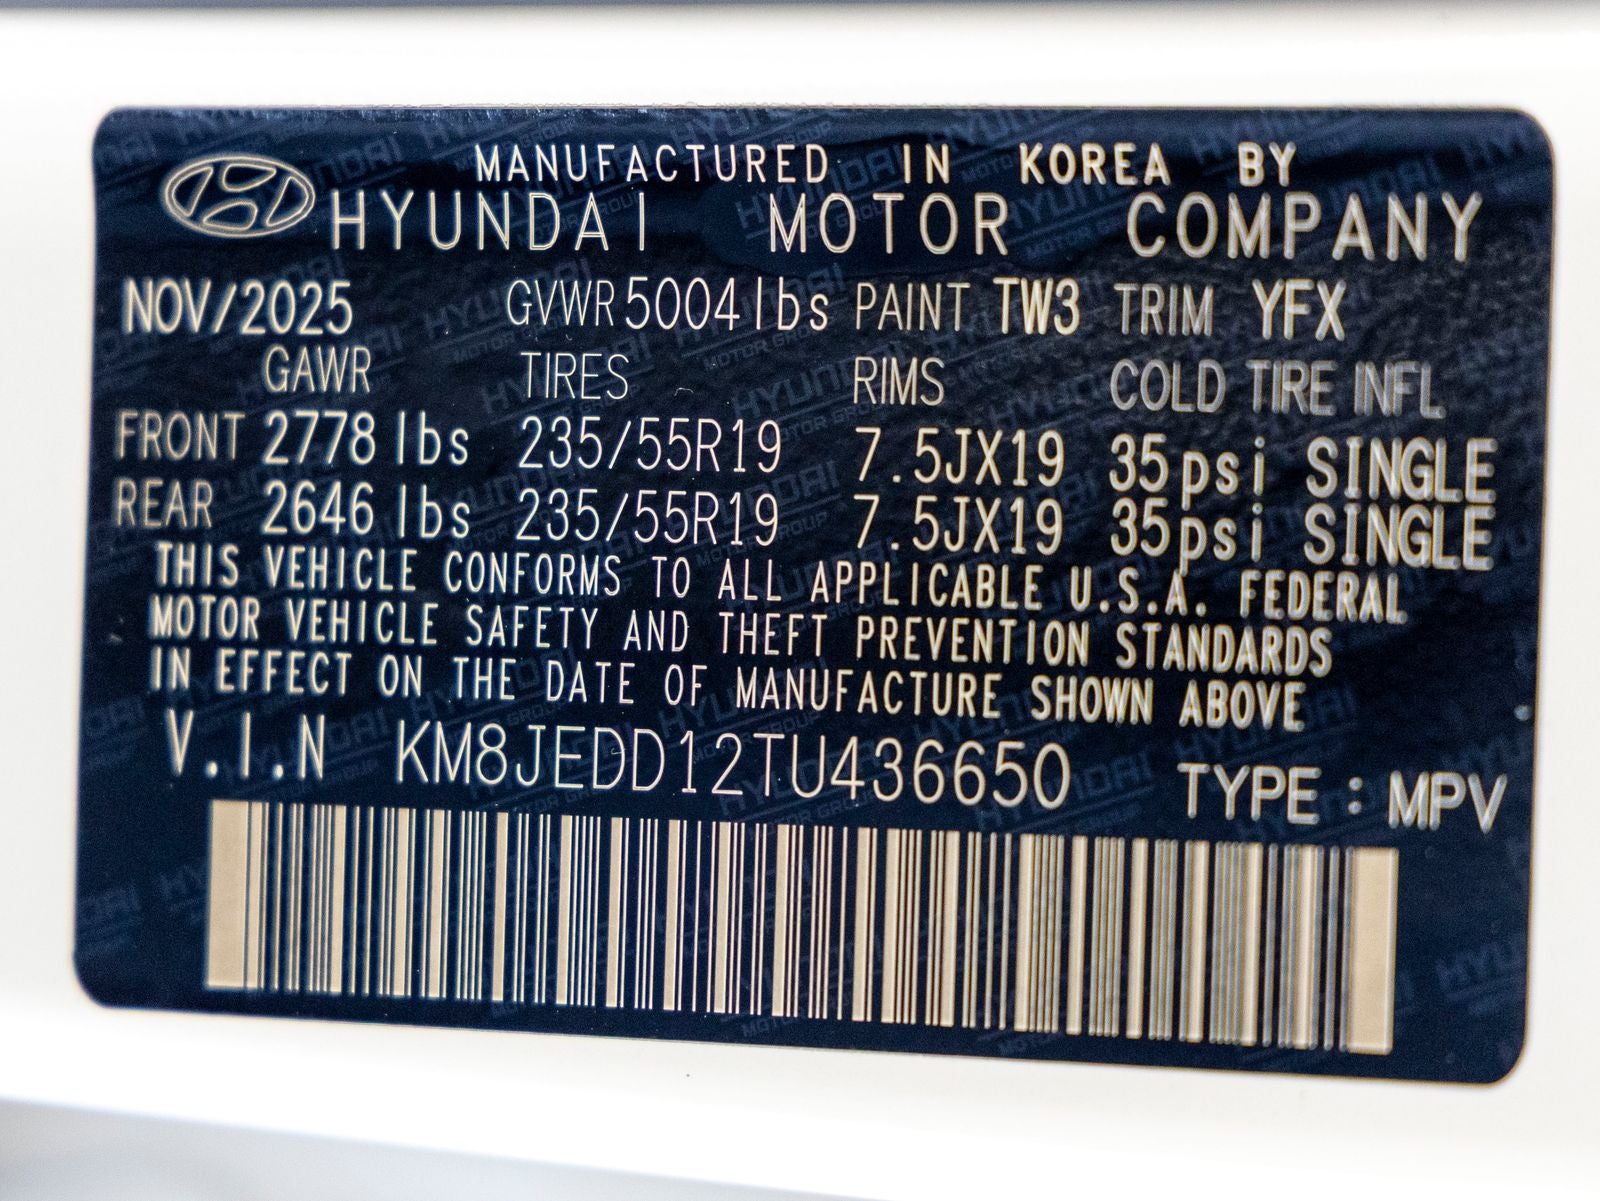 MANUFACTURED IN KOREA BY
HYUNDAI MOTOR COMPANY
NOV/2025 GVWR 5004lbs PAINT TW3 TRIM YFX
GAWR TIRES RIMS COLD TIRE INFL
FRONT 2778 lbs 235/55R19 7.5JX19 35psi SINGLE
REAR 2646 lbs 235/55R19 7.5JX19 35psi SINGLE
THIS VEHICLE CONFORMS TO ALL APPLICABLE U.S.A. FEDERAL
MOTOR VEHICLE SAFETY AND THEFT PREVENTION STANDARDS
IN EFFECT ON THE DATE OF MANUFACTURE SHOWN ABOVE
V.I.N KM8JEDD12TU436650 TYPE : MPV